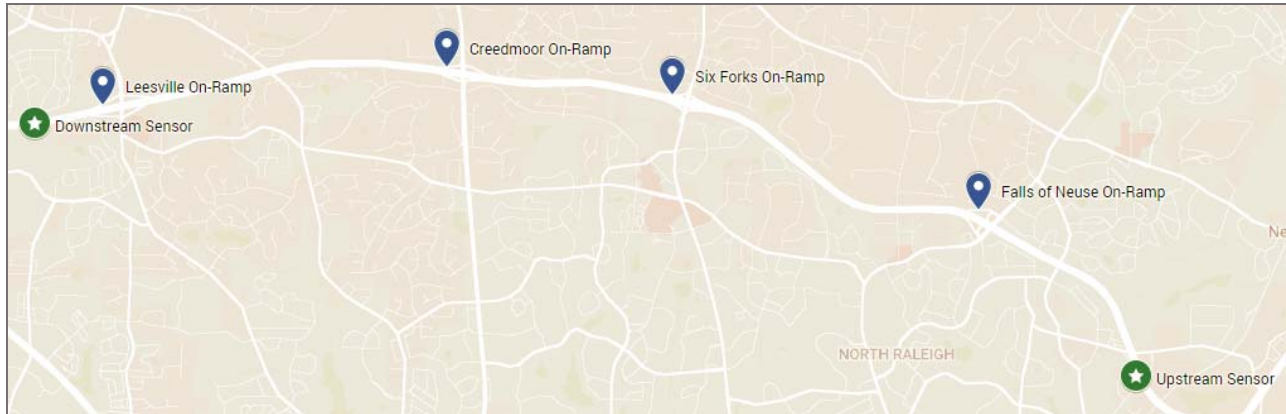 Creedmoor On-Ramp
Six Forks On-Ramp
Leesville On-Ramp
Downstream Sensor
Falls of Neuse On-Ramp
Ne
NORTH RALEIGH
Upstream Sensor